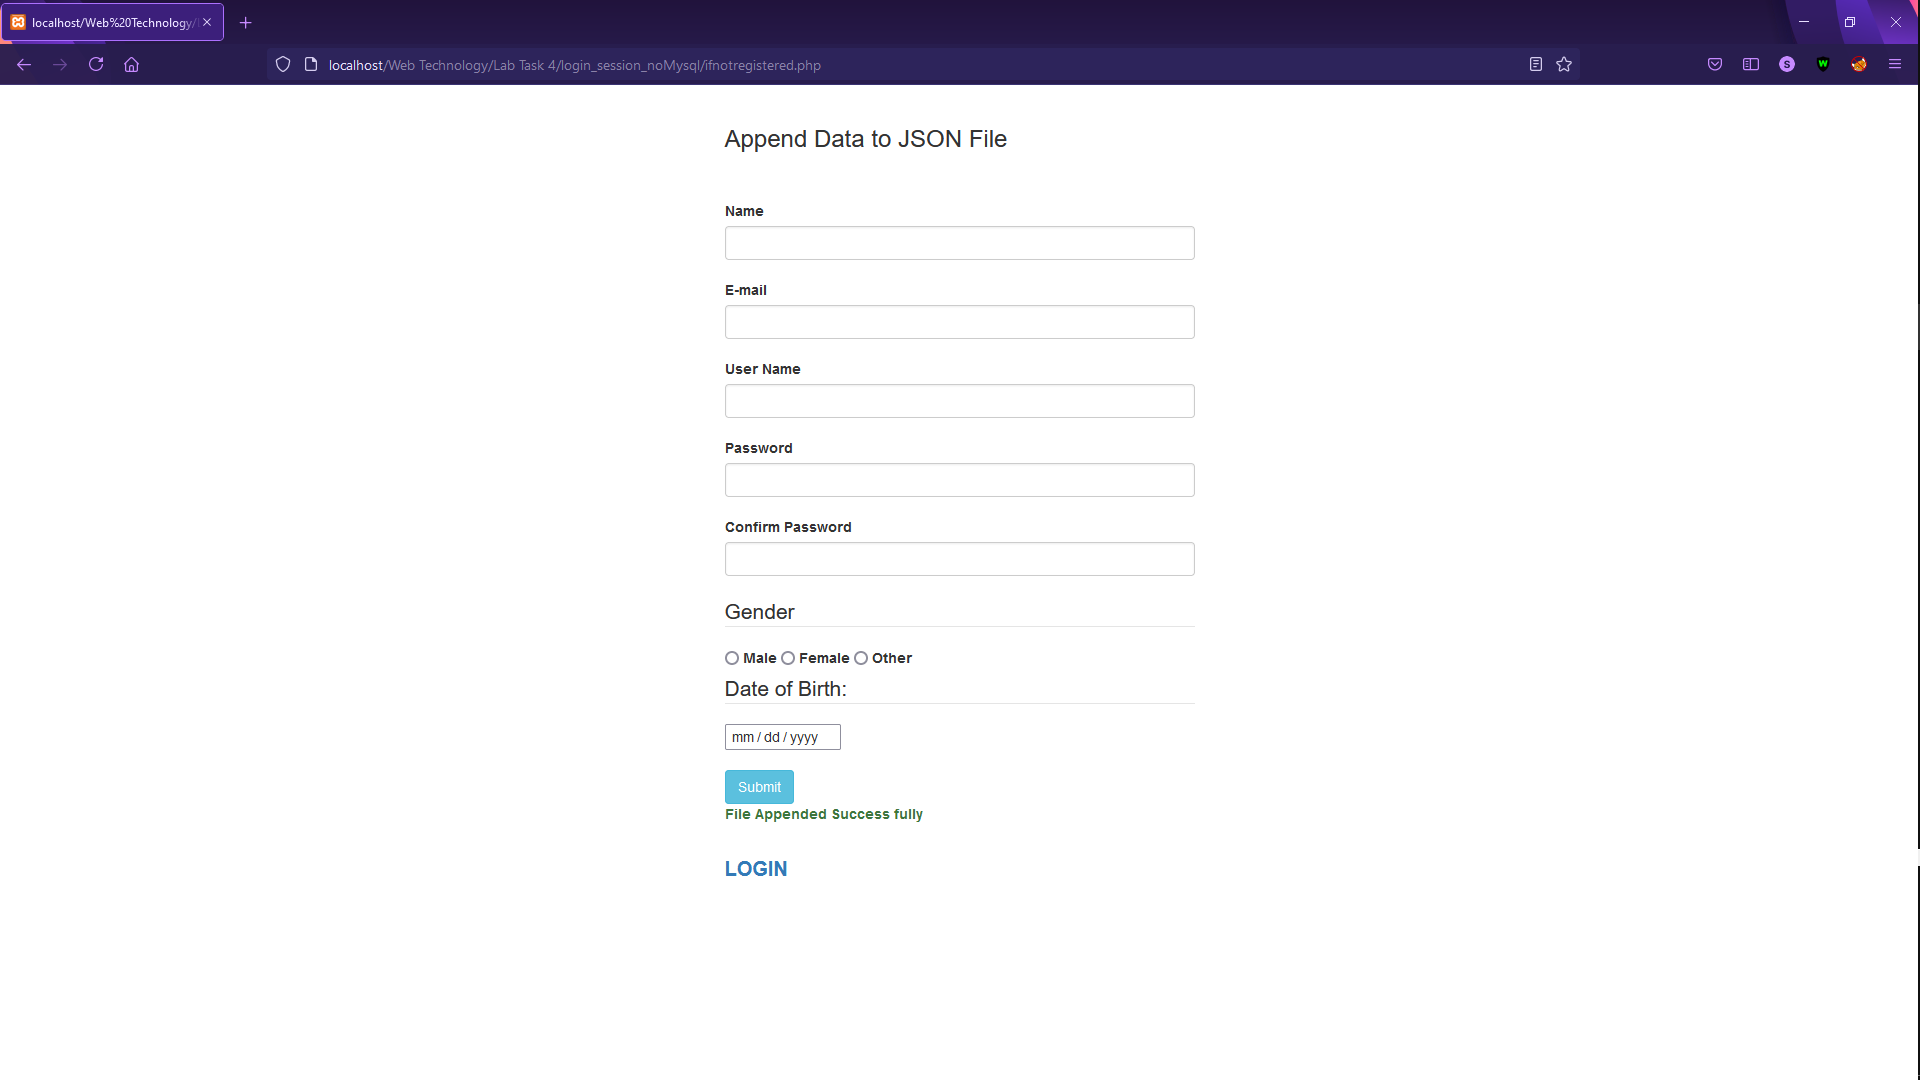 localhost/Web%20Technology/
localhost/Web Technology/Lab Task 4/login_session_noMysql/ifnotregistered.php
S
W
Append Data to JSON File
Name
E-mail
User Name
Password
Confirm Password
Gender
Male Female Other
Date of Birth:
mm / dd / yyyy
Submit
File Appended Success fully
LOGIN